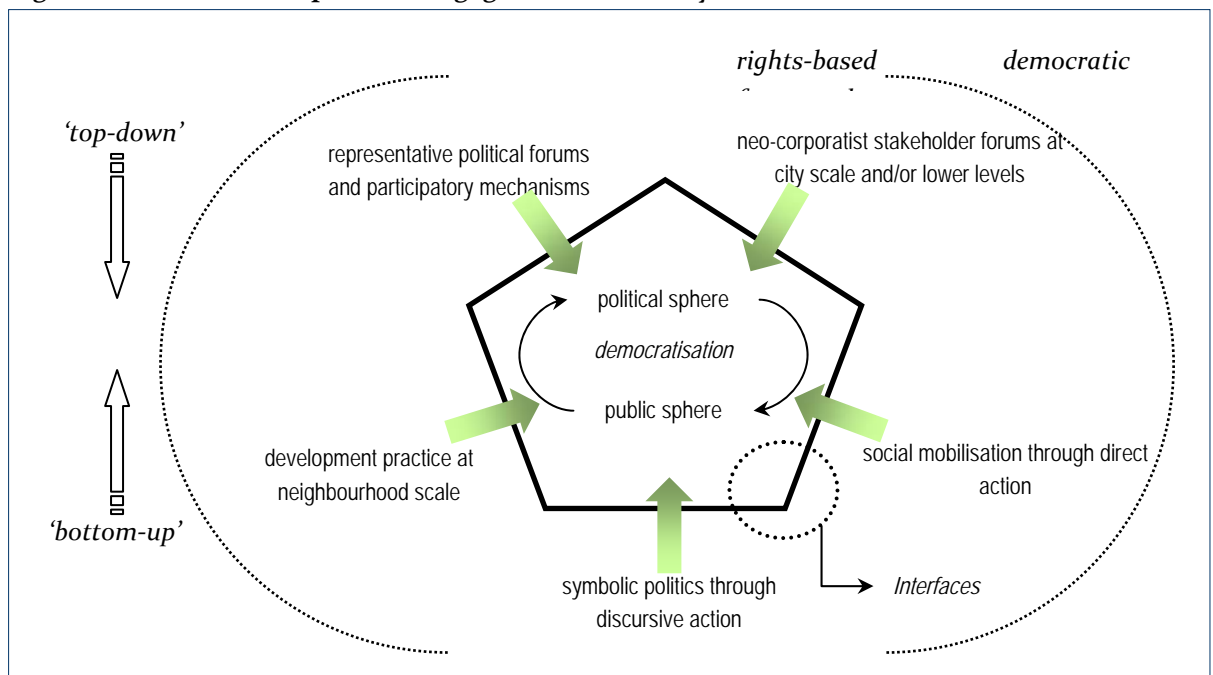 rights-based democratic
'top-down'
representative political forums
and participatory mechanisms
neo-corporatist stakeholder forums at
city scale and/or lower levels
political sphere
democratisation
public sphere
development practice at
neighbourhood scale
social mobilisation through direct
action
'bottom-up'
symbolic politics through
discursive action
Interfaces